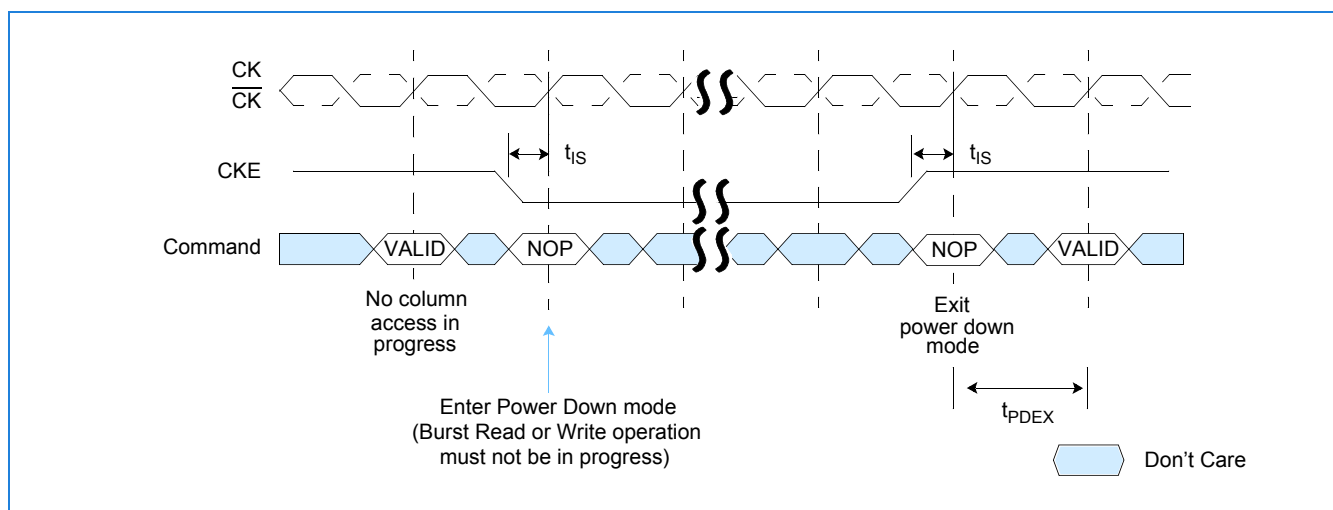 CK
CK
tIS
tIS
CKE
Command
VALID
NOP
NOP
VALID
No column
access in
progress
Exit
power down
mode
Enter Power Down mode
(Burst Read or Write operation
must not be in progress)
tPDEX
Don't Care